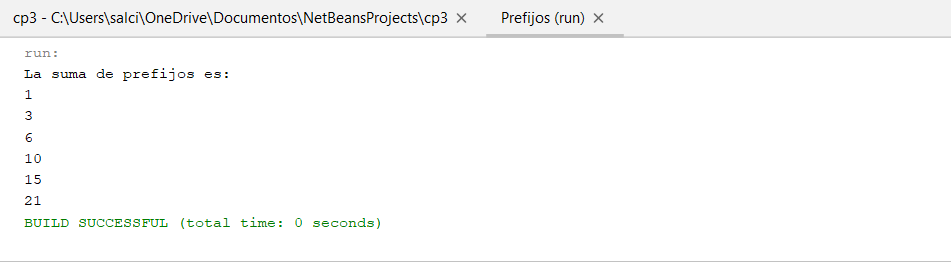 cp3 - C:\Users\salci\OneDrive\Documentos\NetBeansProjects\cp3 × Prefijos (run) ×
run:
La suma de prefijos es:
1
3
6
10
15
21
BUILD SUCCESSFUL (total time: 0 seconds)